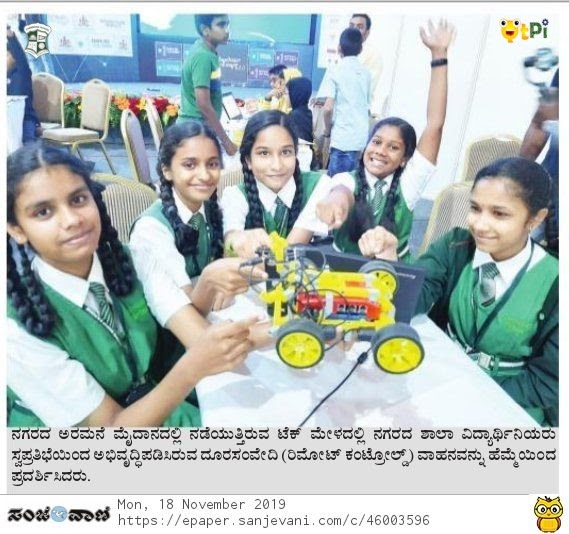 tPi
ನಗರದ ಅರಮನೆ ಮೈದಾನದಲ್ಲಿ ನಡೆಯುತ್ತಿರುವ ಟೆಕ್ ಮೇಳದಲ್ಲಿ ನಗರದ ಶಾಲಾ ವಿದ್ಯಾರ್ಥಿನಿಯರು
ಸ್ವಪ್ರತಿಭೆಯಿಂದ ಅಭಿವೃದ್ಧಿಪಡಿಸಿರುವ ದೂರಸಂವೇದಿ (ರಿಮೋಟ್ ಕಂಟ್ರೋಲ್ಡ್) ವಾಹನವನ್ನು ಹೆಮ್ಮೆಯಿಂದ
ಪ್ರದರ್ಶಿಸಿದರು.
ಸಂಜೆವಾಣಿ
Mon, 18 November 2019
https://epaper.sanjevani.com/c/46003596